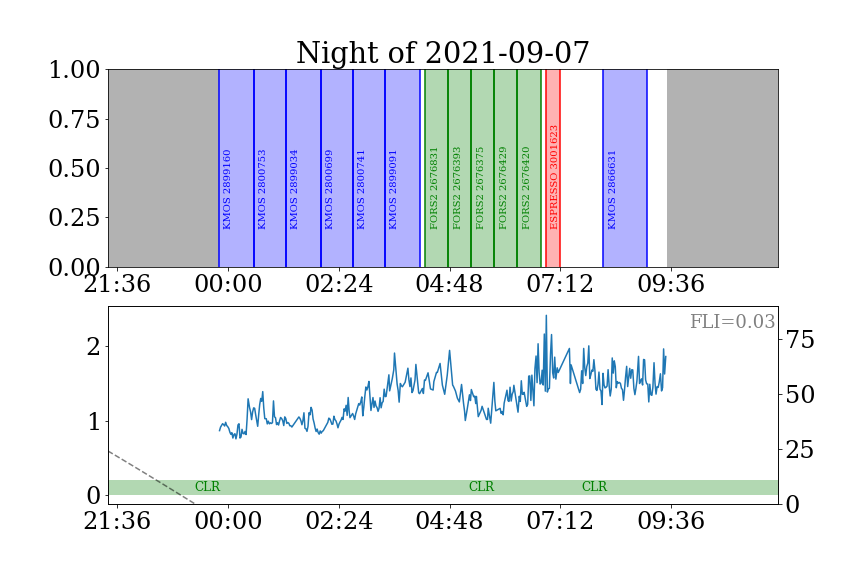 Night of 2021-09-07
1.00
0.75
0.50
0.25
0.00
KMOS 2899160
KMOS 2800753
KMOS 2899034
KMOS 2800699
KMOS 2800741
KMOS 2899091
FORS2 2676831
FORS2 2676393
FORS2 2676375
FORS2 2676429
FORS2 2676420
ESPRESSO 3001623
KMOS 2866631
21:36 00:00 02:24 04:48 07:12 09:36
FLI=0.03
2
1
0
75
50
25
0
CLR CLR CLR
21:36 00:00 02:24 04:48 07:12 09:36